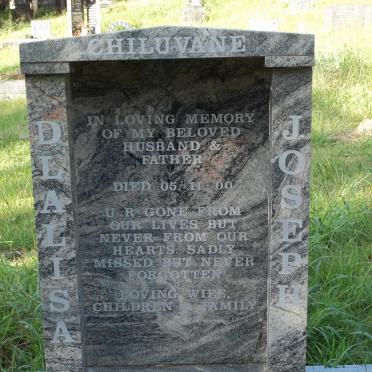 CHILUVANE
DLALISA
JOSEPH
IN LOVING MEMORY
OF MY BELOVED
HUSBAND &
FATHER
DIED 05.11.00
U R GONE FROM
OUR LIVES BUT
NEVER FROM OUR
HEARTS. SADLY
MISSED BUT NEVER
FORGOTTEN
LOVING WIFE,
CHILDREN & FAMILY